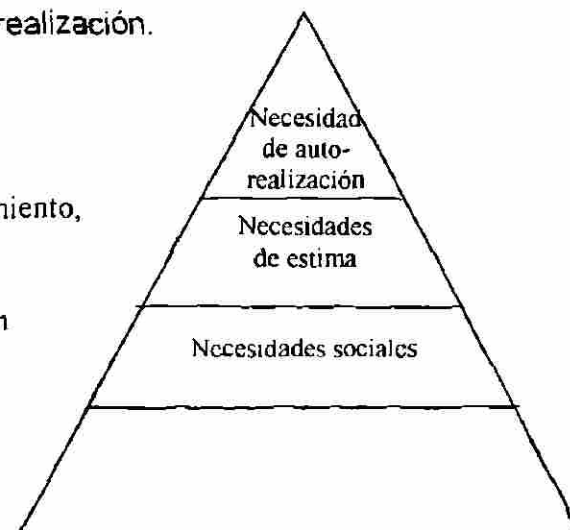 realización.
Necesidad
de auto-
realización
niento,
Necesidades
de estima
Necesidades sociales